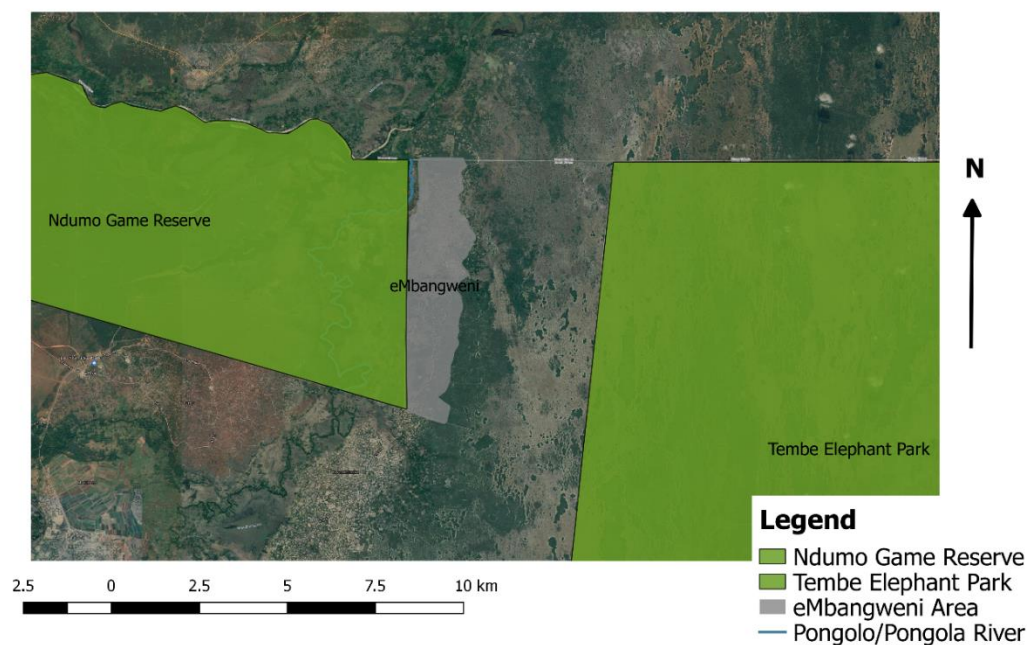 Ndumo Game Reserve
eMbangweni
N
Tembe Elephant Park
Legend
Ndumo Game Reserve
Tembe Elephant Park
eMbangweni Area
Pongolo/Pongola River
2.5 0 2.5 5 7.5 10 km